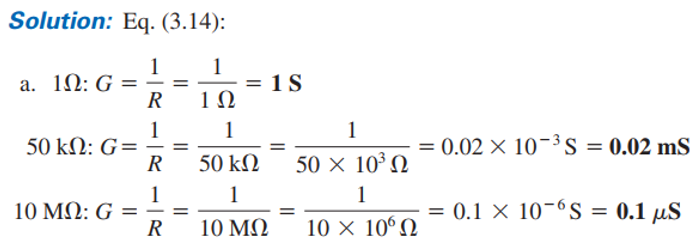 Solution: Eq. (3.14):
a. 1Ω: G = 1/R = 1/1 Ω = 1 S
50 kΩ: G = 1/R = 1/50 kΩ = 1/50 × 10³ Ω = 0.02 × 10⁻³ S = 0.02 mS
10 MΩ: G = 1/R = 1/10 MΩ = 1/10 × 10⁶ Ω = 0.1 × 10⁻⁶ S = 0.1 μS